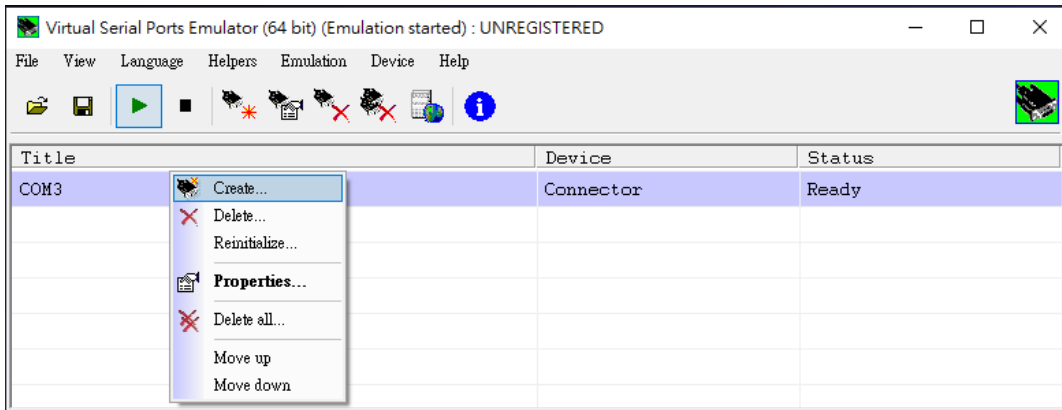 Virtual Serial Ports Emulator (64 bit) (Emulation started) : UNREGISTERED
File View Language Helpers Emulation Device Help
Title Device Status
COM3 Connector Ready
Create...
Delete...
Reinitialize...
Properties...
Delete all...
Move up
Move down